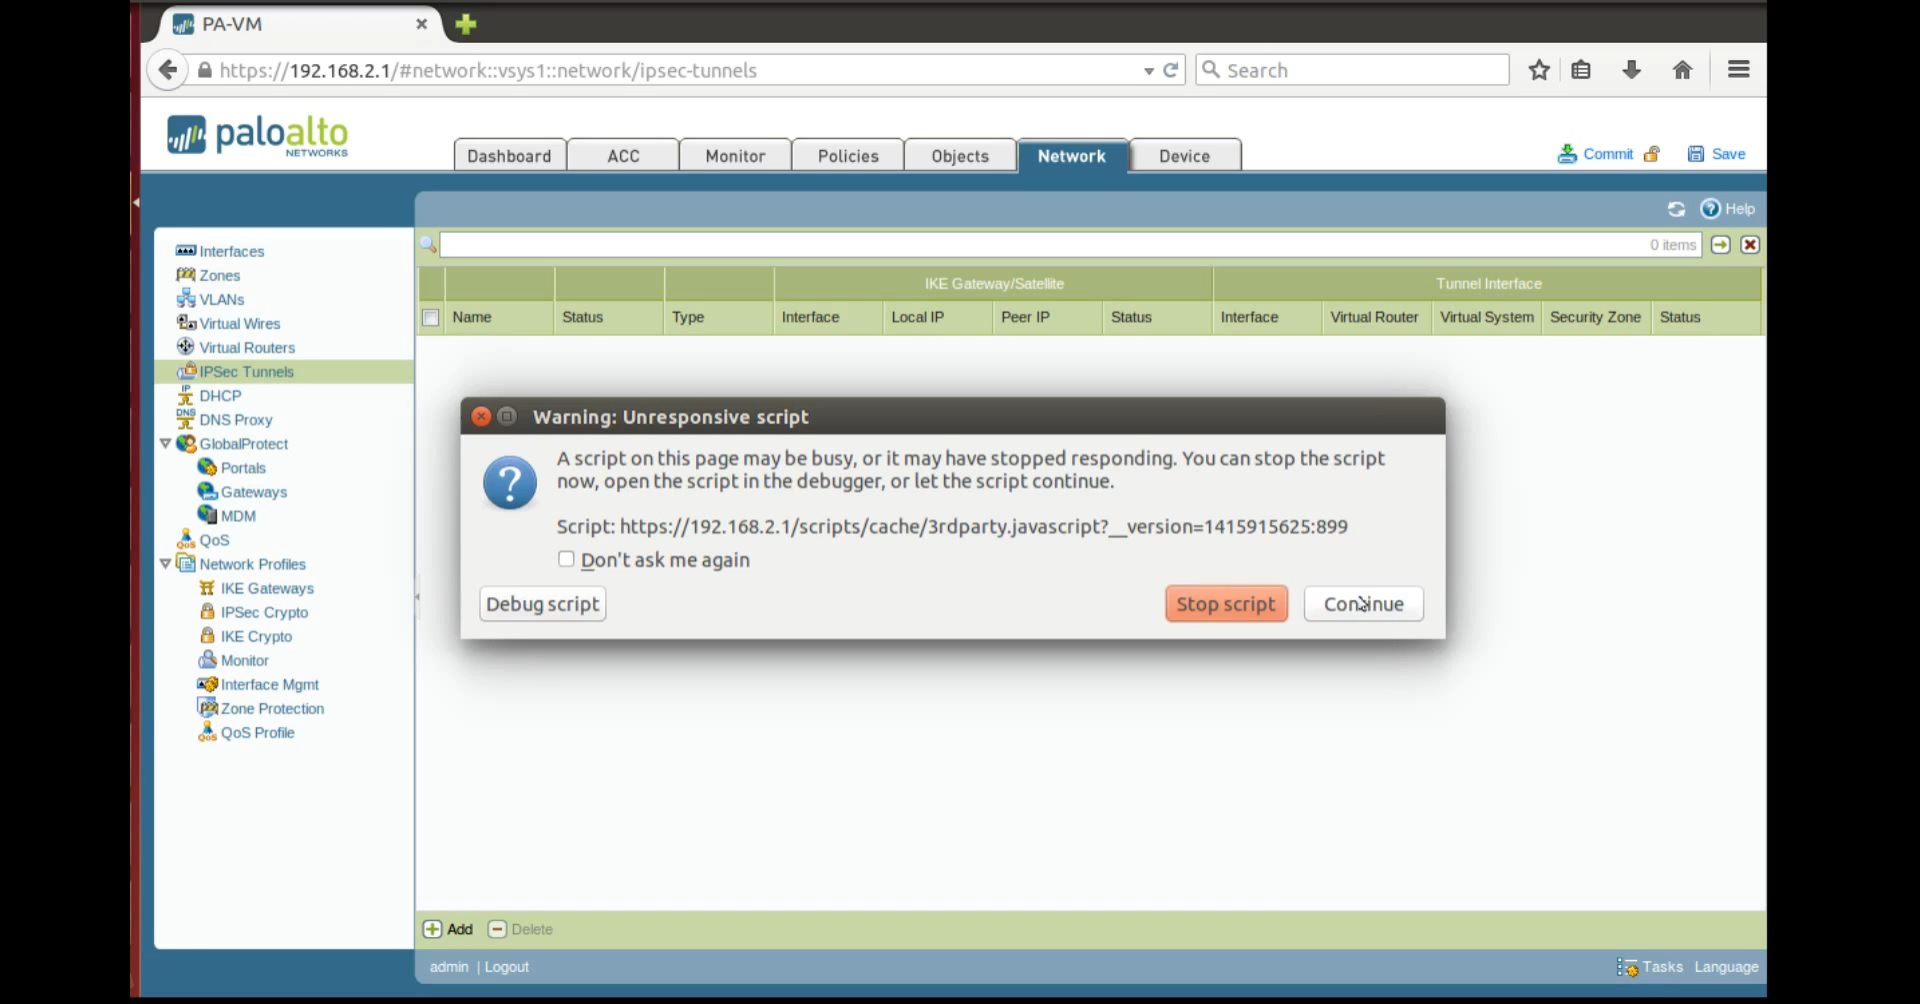 PA-VM
https://192.168.2.1/#network::vsys1::network/ipsec-tunnels
Search
paloalto
NETWORKS
Dashboard
ACC
Monitor
Policies
Objects
Network
Device
Commit
Save
Help
0 items
Interfaces
Zones
VLANs
Virtual Wires
Virtual Routers
IPSec Tunnels
DHCP
DNS Proxy
GlobalProtect
Portals
Gateways
MDM
QoS
Network Profiles
IKE Gateways
IPSec Crypto
IKE Crypto
Monitor
Interface Mgmt
Zone Protection
QoS Profile
IKE Gateway/Satellite
Tunnel Interface
Name
Status
Type
Interface
Local IP
Peer IP
Status
Interface
Virtual Router
Virtual System
Security Zone
Status
Warning: Unresponsive script
A script on this page may be busy, or it may have stopped responding. You can stop the script
now, open the script in the debugger, or let the script continue.
Script: https://192.168.2.1/scripts/cache/3rdparty.javascript?__version=1415915625:899
Don't ask me again
Debug script
Stop script
Continue
Add
Delete
admin | Logout
Tasks
Language